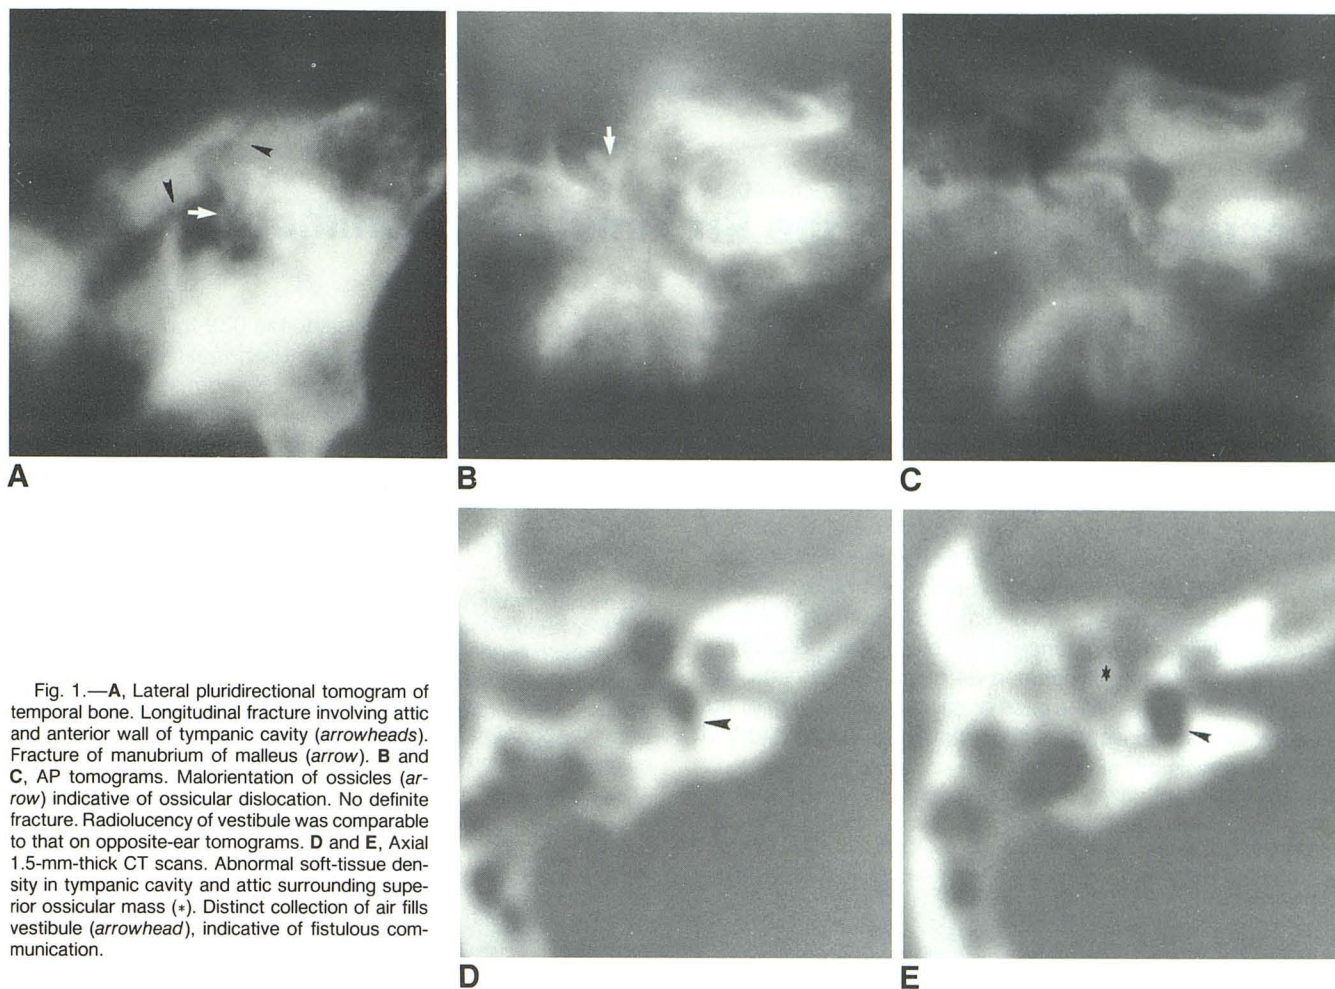 A
B
C
Fig. 1.—A, Lateral pluridirectional tomogram of
temporal bone. Longitudinal fracture involving attic
and anterior wall of tympanic cavity (arrowheads).
Fracture of manubrium of malleus (arrow). B and
C, AP tomograms. Malorientation of ossicles (ar-
row) indicative of ossicular dislocation. No definite
fracture. Radiolucency of vestibule was comparable
to that on opposite-ear tomograms. D and E, Axial
1.5-mm-thick CT scans. Abnormal soft-tissue den-
sity in tympanic cavity and attic surrounding supe-
rior ossicular mass (*). Distinct collection of air fills
vestibule (arrowhead), indicative of fistulous com-
munication.
D
E